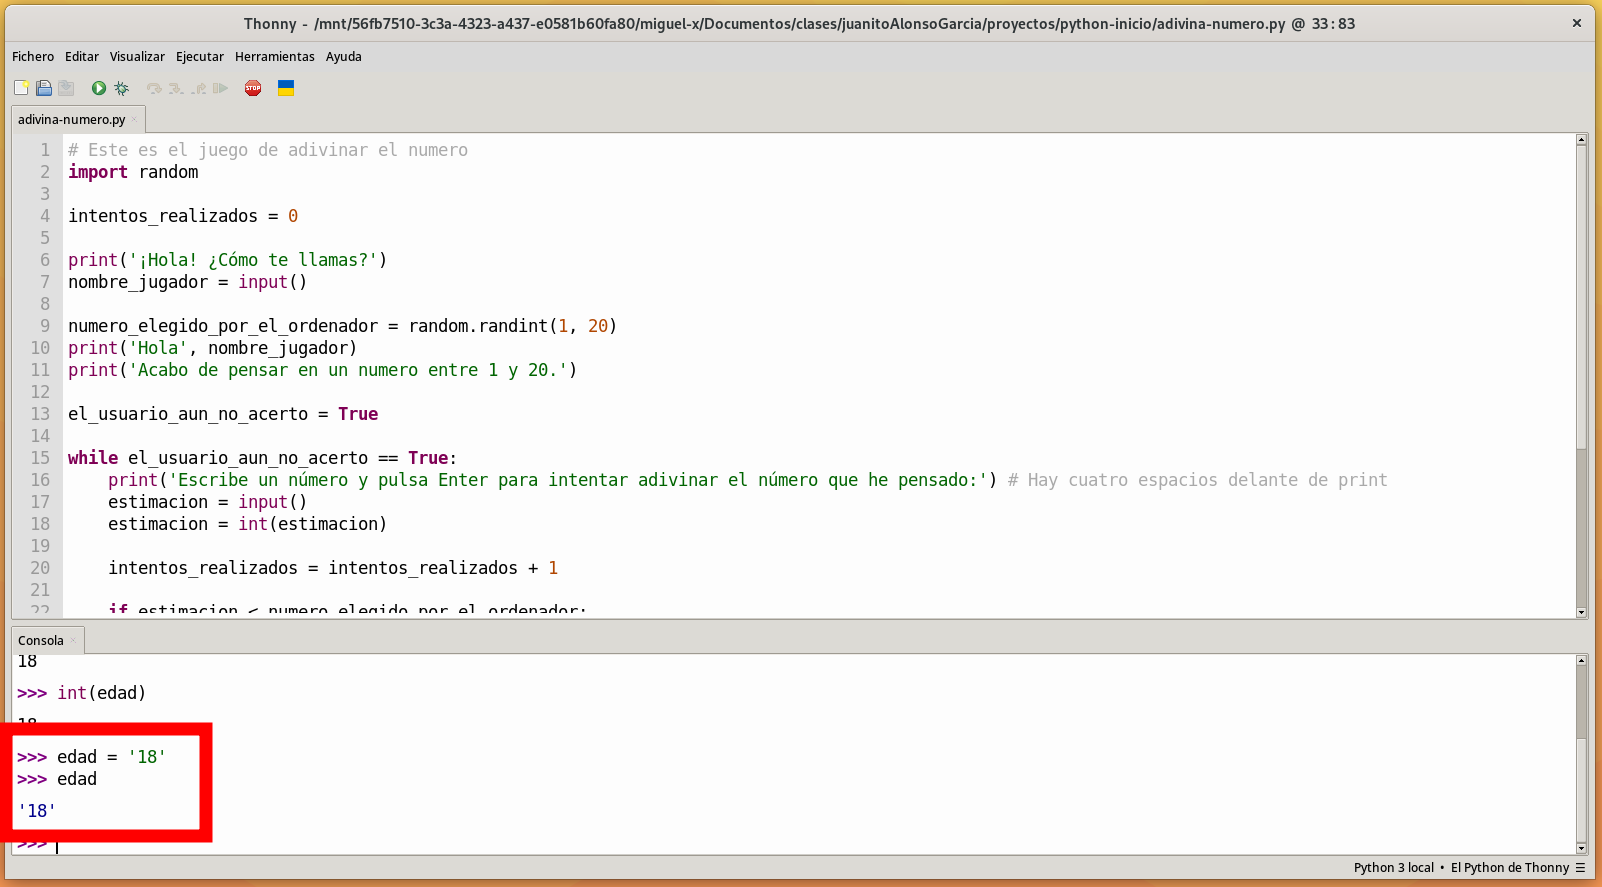 Thonny - /mnt/56fb7510-3c3a-4323-a437-e0581b60fa80/miguel-x/Documentos/clases/juanitoAlonsoGarcia/proyectos/python-inicio/adivina-numero.py @ 33:83
Fichero Editar Visualizar Ejecutar Herramientas Ayuda
STOP
adivina-numero.py
1 # Este es el juego de adivinar el numero
2 import random
3
4 intentos_realizados = 0
5
6 print('¡Hola! ¿Cómo te llamas?')
7 nombre_jugador = input()
8
9 numero_elegido_por_el_ordenador = random.randint(1, 20)
10 print('Hola', nombre_jugador)
11 print('Acabo de pensar en un numero entre 1 y 20.')
12
13 el_usuario_aun_no_acerto = True
14
15 while el_usuario_aun_no_acerto == True:
16     print('Escribe un número y pulsa Enter para intentar adivinar el número que he pensado:') # Hay cuatro espacios delante de print
17     estimacion = input()
18     estimacion = int(estimacion)
19
20     intentos_realizados = intentos_realizados + 1
21
22     if estimacion < numero_elegido_por_el_ordenador:
Consola
18
>>> int(edad)
18
>>> edad = '18'
>>> edad
'18'
>>>
Python 3 local • El Python de Thonny ☰